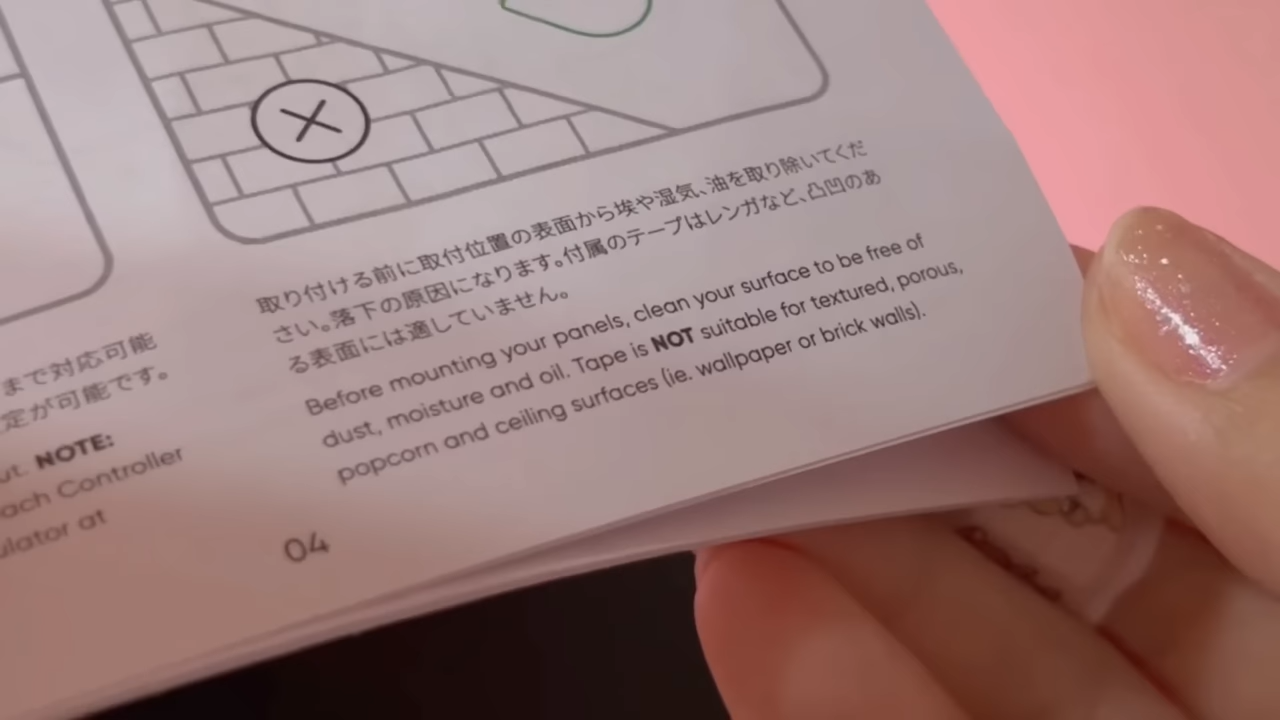 まで対応可能
定が可能です。
ut. NOTE:
ach Controller
ulator at
取り付ける前に取付位置の表面から埃や湿気、油を取り除いてくだ
さい。落下の原因になります。付属のテープはレンガなど、凸凹のあ
る表面には適していません。
Before mounting your panels, clean your surface to be free of
dust, moisture and oil. Tape is NOT suitable for textured, porous,
popcorn and ceiling surfaces (ie. wallpaper or brick walls).
04